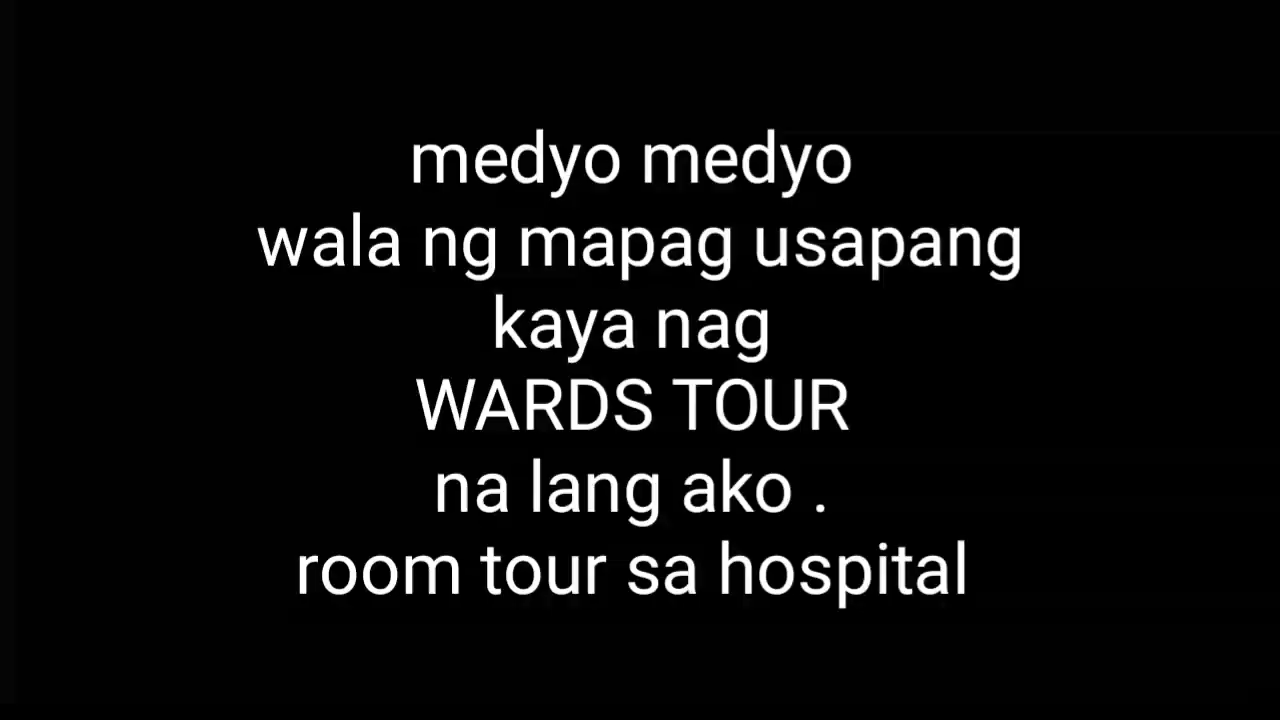 medyo medyo
wala ng mapag usapang
kaya nag
WARDS TOUR
na lang ako .
room tour sa hospital